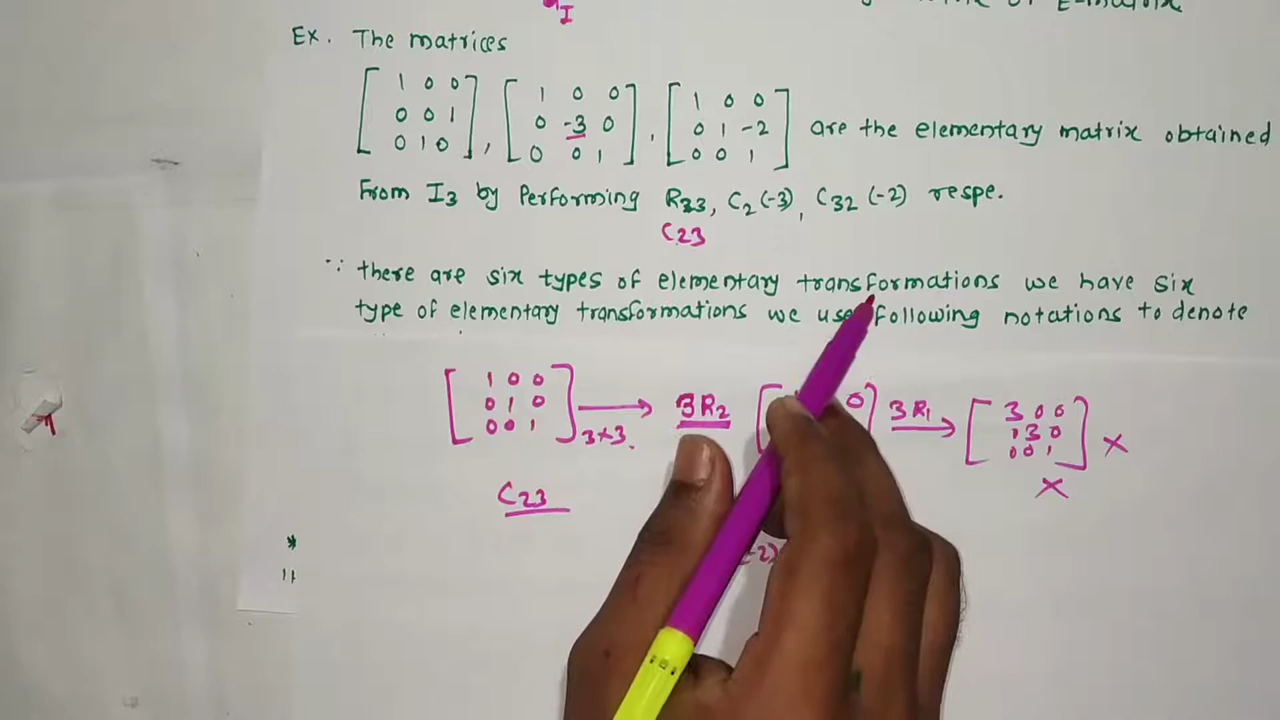 I
Ex. The matrices
[1 0 0 0 0 1 0 1 0], [1 0 0 0 -3 0 0 0 1], [1 0 0 0 1 -2 0 0 1] are the elementary matrix obtained
From I3 by Performing R23, C2(-3), C32(-2) respe.
C23
∵ there are six types of elementary transformations we have six
type of elementary transformations we use following notations to denote
[1 0 0 0 1 0 0 0 1]3×3. → 3R2 [ 0] 3R1 → [3 0 0 1 3 0 0 0 1] ×
C23 ×
(-2)
*